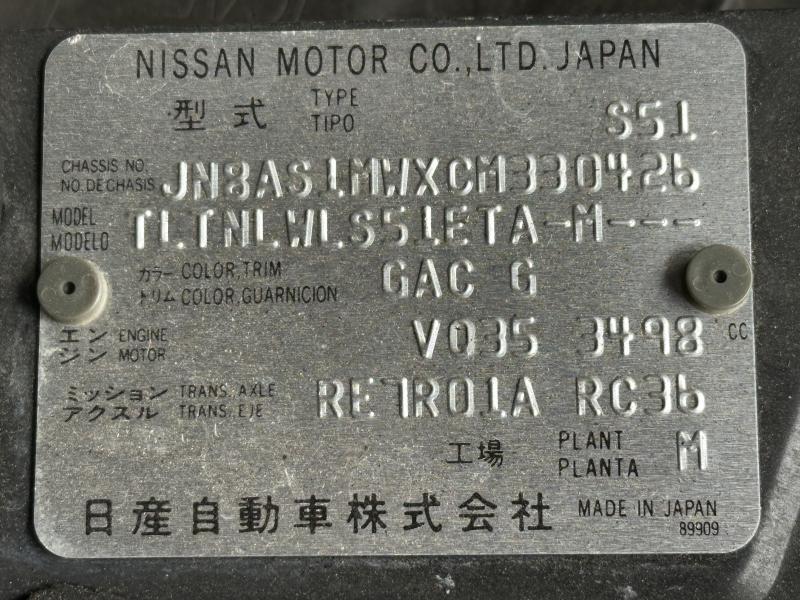 NISSAN MOTOR CO.,LTD. JAPAN
型式 TYPE TIPO S51
CHASSIS NO. NO. DE CHASIS JN8AS1MWXCM330426
MODEL MODELO TLTNLWLS51ETA-M---
カラー トリム COLOR,TRIM COLOR,GUARNICION GAC G
エンジン ENGINE MOTOR VQ35 3498 CC
ミッション アクスル TRANS. AXLE TRANS. EJE RE7R01A RC36
工場 PLANT PLANTA M
日産自動車株式会社 MADE IN JAPAN
89909